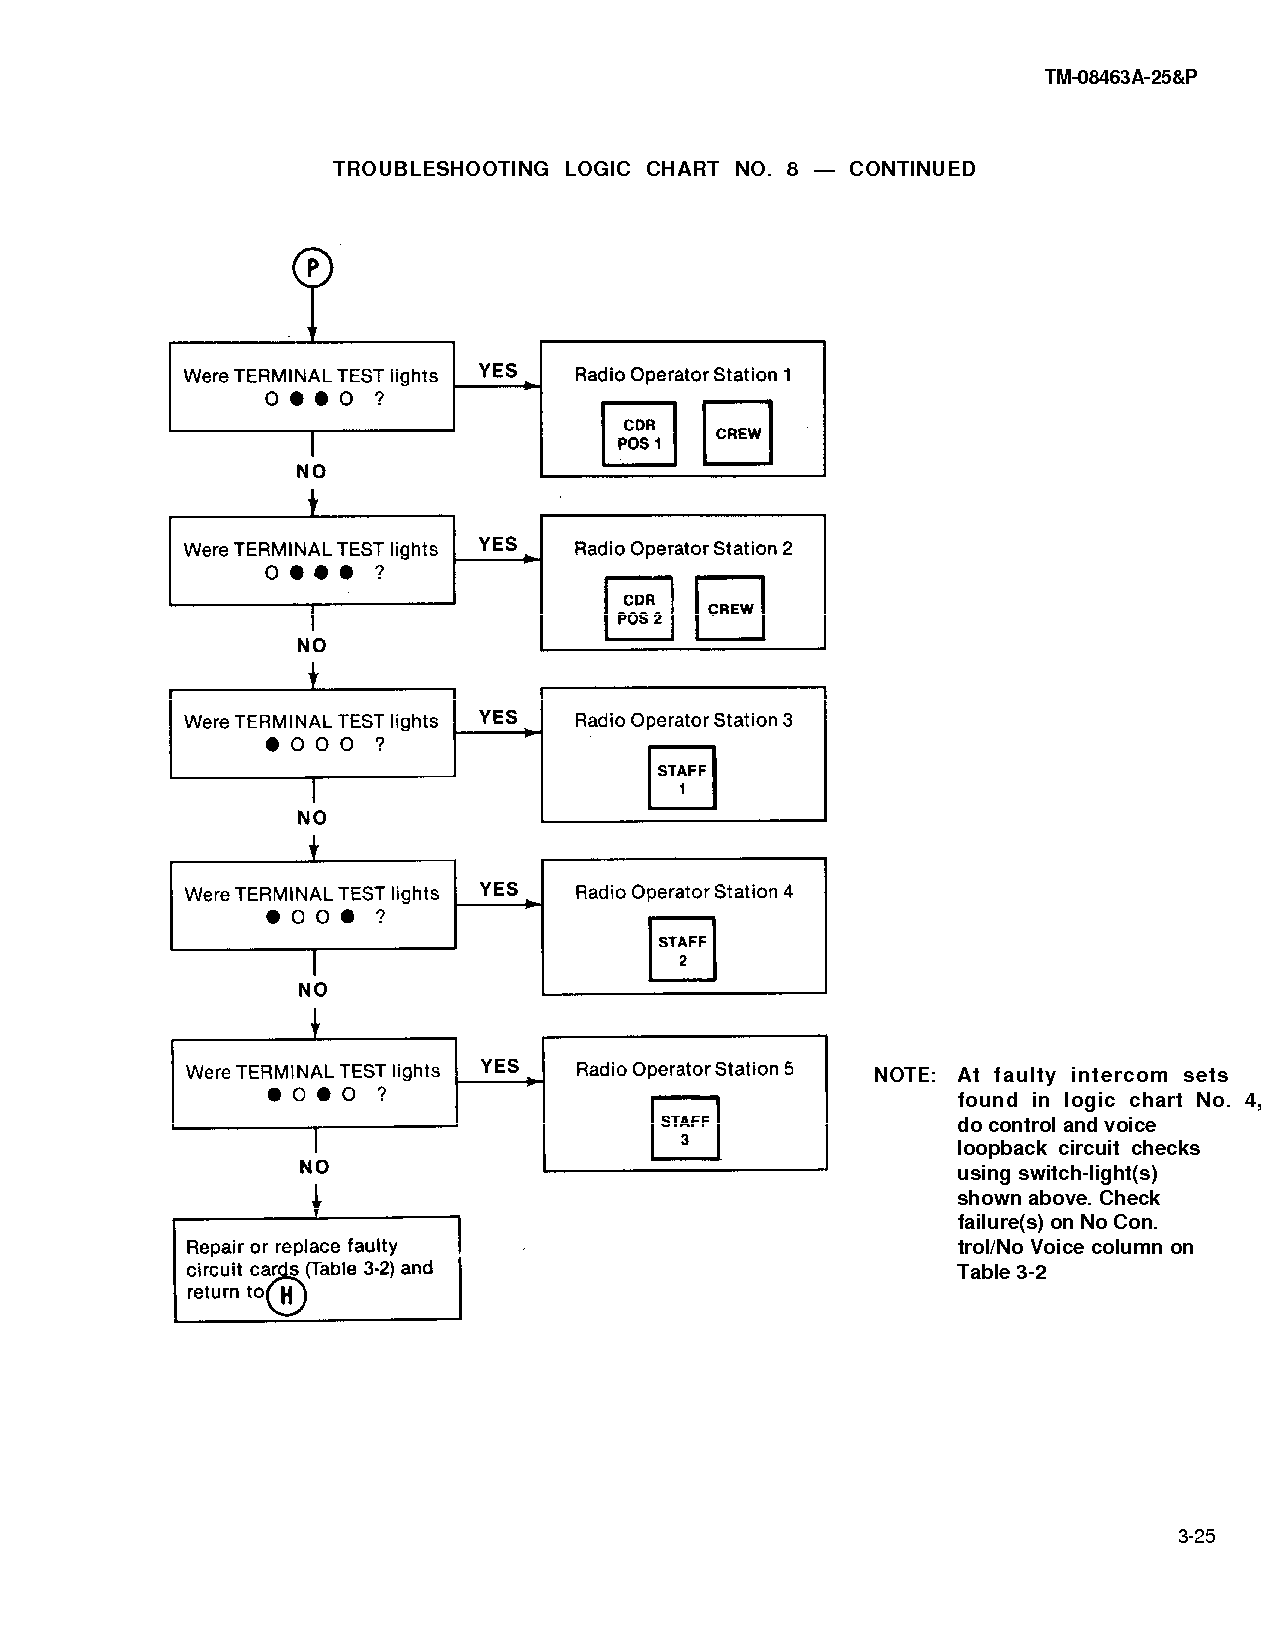 TM-08463A-25&P
TROUBLESHOOTING LOGIC CHART NO. 8 — CONTINUED
P
Were TERMINAL TEST lights
O ● ● O ?
YES
Radio Operator Station 1
CDR
POS 1
CREW
NO
Were TERMINAL TEST lights
O ● ● ● ?
YES
Radio Operator Station 2
CDR
POS 2
CREW
NO
Were TERMINAL TEST lights
● O O O ?
YES
Radio Operator Station 3
STAFF
1
NO
Were TERMINAL TEST lights
● O O ● ?
YES
Radio Operator Station 4
STAFF
2
NO
Were TERMINAL TEST lights
● O ● O ?
YES
Radio Operator Station 5
STAFF
3
NO
Repair or replace faulty
circuit cards (Table 3-2) and
return to H
NOTE: At faulty intercom sets
found in logic chart No. 4,
do control and voice
loopback circuit checks
using switch-light(s)
shown above. Check
failure(s) on No Con.
trol/No Voice column on
Table 3-2
3-25